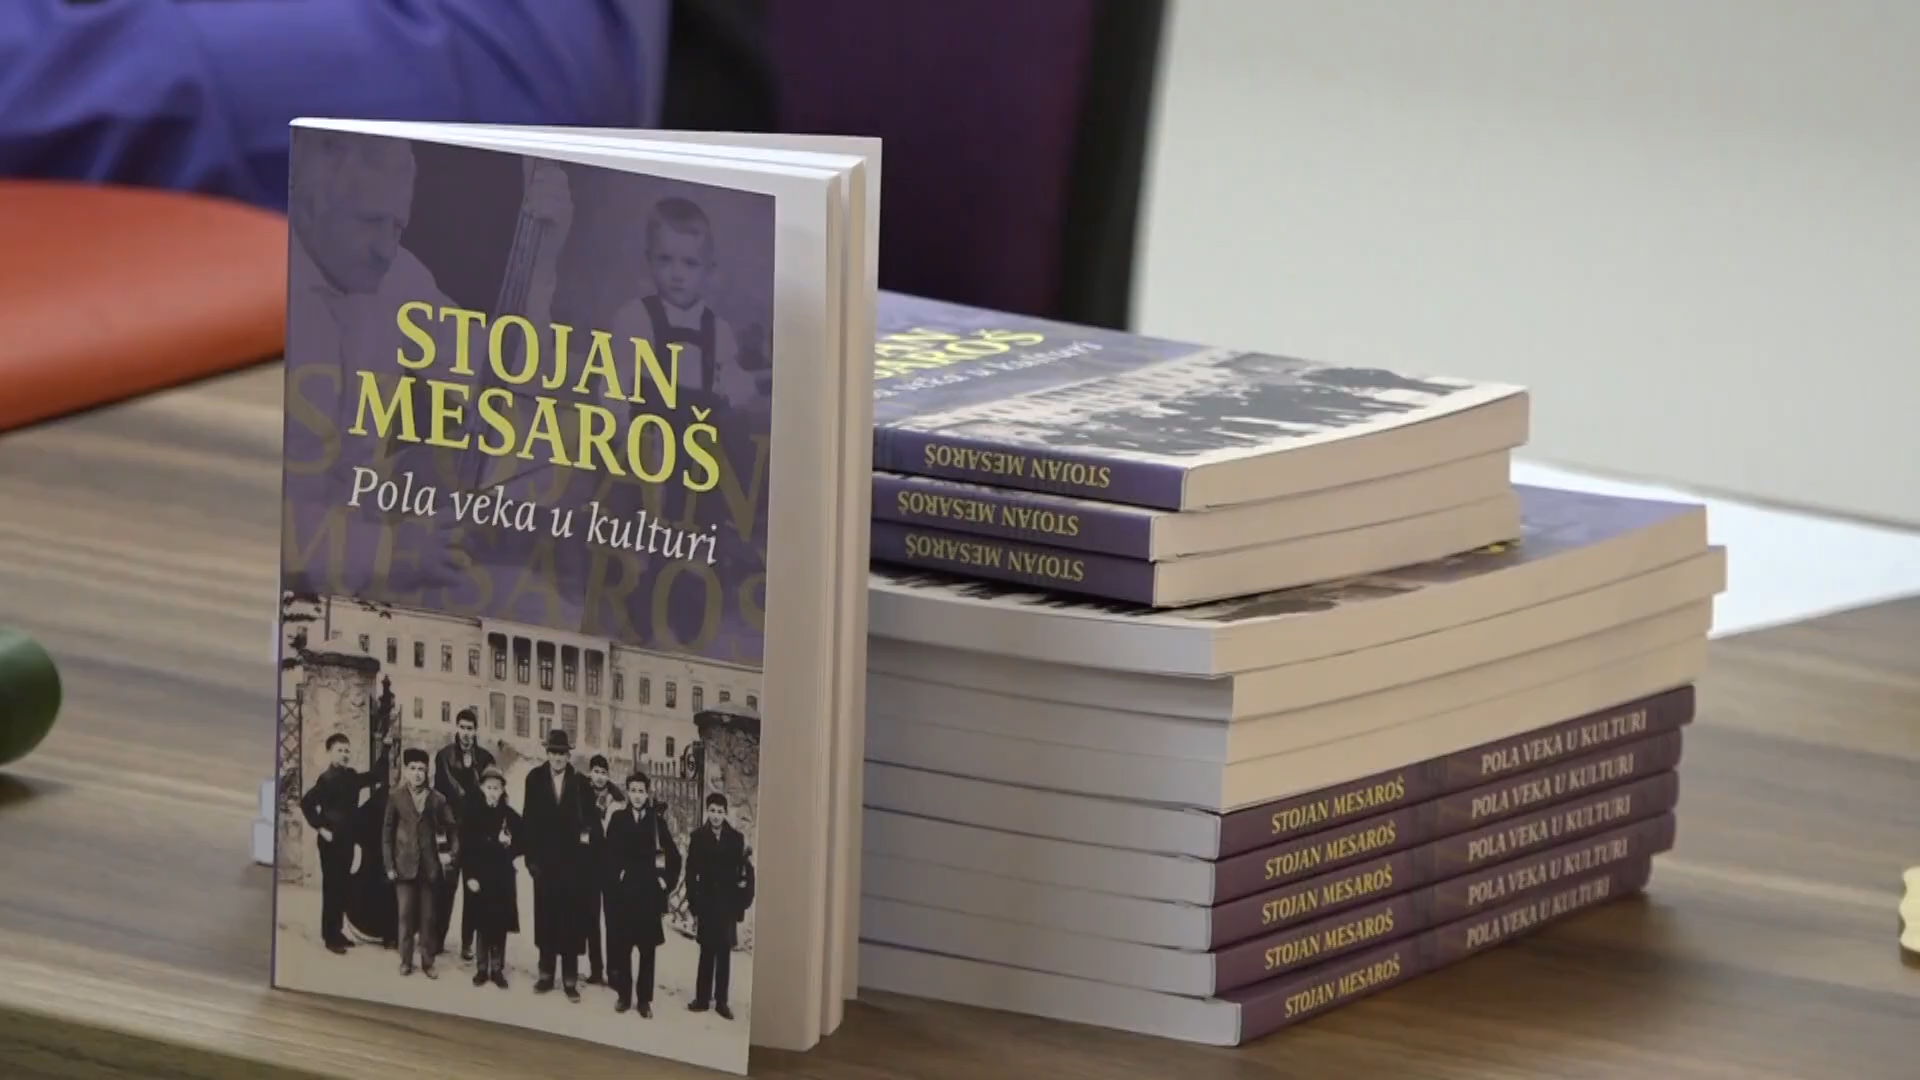 STOJAN
MESAROŠ
Pola veka u kulturi
STOJAN
MESAROŠ
veka u kulturi
STOJAN MESAROŠ
STOJAN MESAROŠ
STOJAN MESAROŠ
STOJAN MESAROŠ POLA VEKA U KULTURI
STOJAN MESAROŠ POLA VEKA U KULTURI
STOJAN MESAROŠ POLA VEKA U KULTURI
STOJAN MESAROŠ POLA VEKA U KULTURI
STOJAN MESAROŠ POLA VEKA U KULTURI